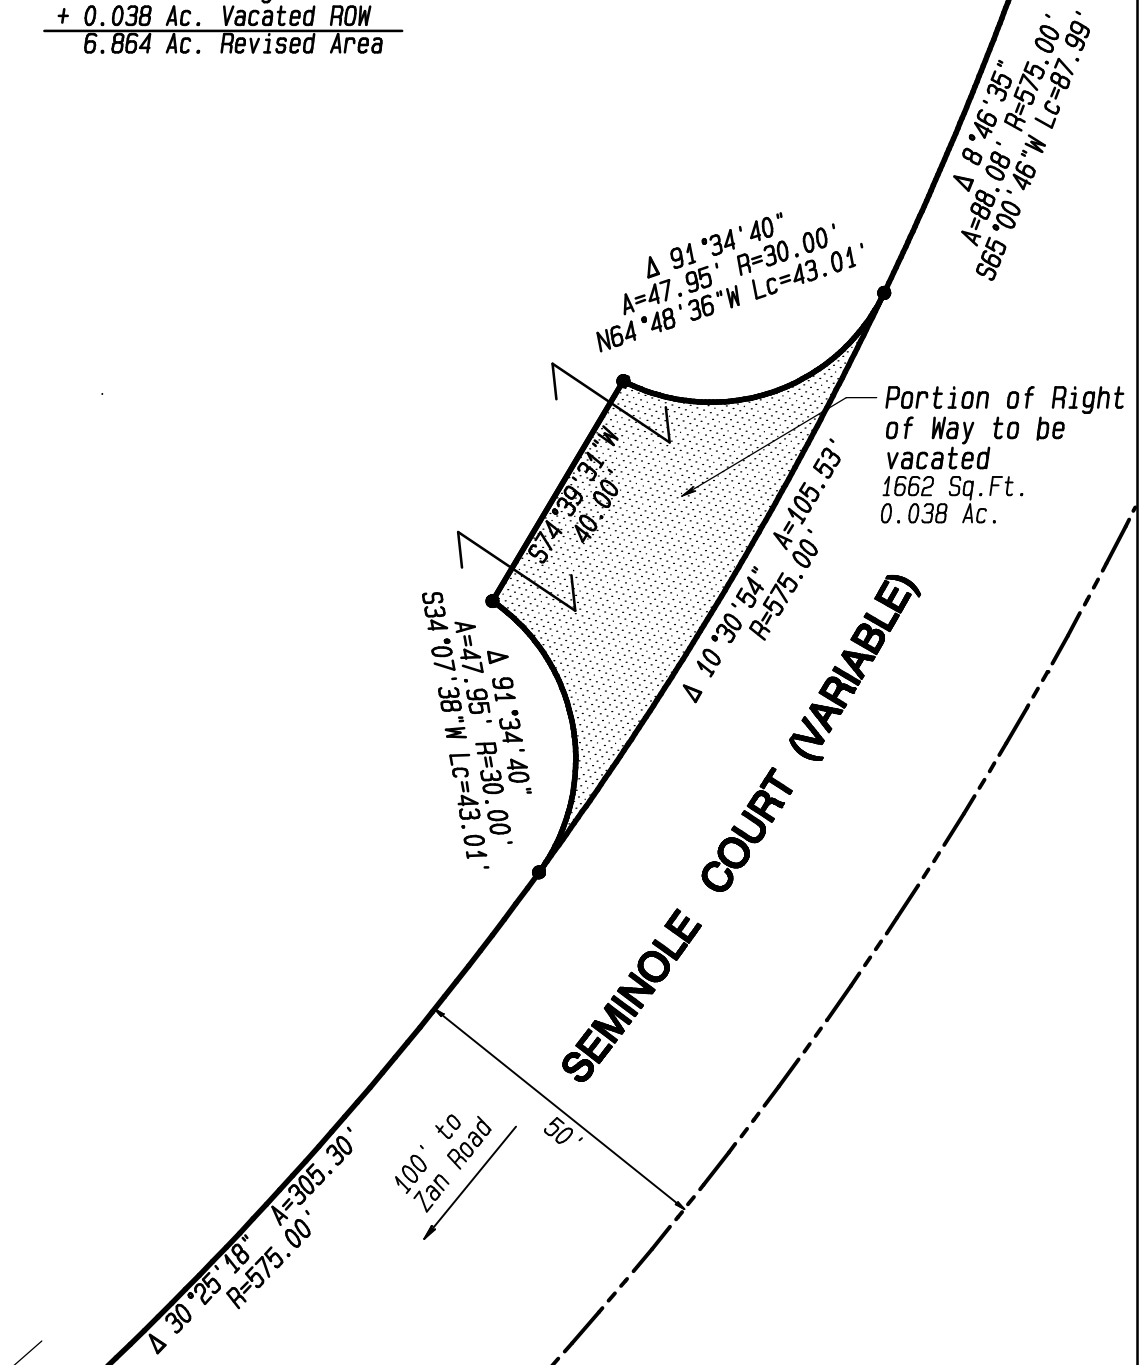 + 0.038 Ac. Vacated ROW
6.864 Ac. Revised Area
Δ 8°46'35"
A=88.08' R=575.00'
S65°00'46"W Lc=87.99'
Δ 91°34'40"
A=47.95' R=30.00'
N64°48'36"W Lc=43.01'
Portion of Right
of Way to be
vacated
1662 Sq.Ft.
0.038 Ac.
S74°39'31"W
40.00'
Δ 10°30'54" A=105.53'
R=575.00'
Δ 91°34'40"
A=47.95' R=30.00'
S34°07'38"W Lc=43.01'
SEMINOLE COURT (VARIABLE)
50'
100' to
Zan Road
Δ 30°25'18" A=305.30'
R=575.00'